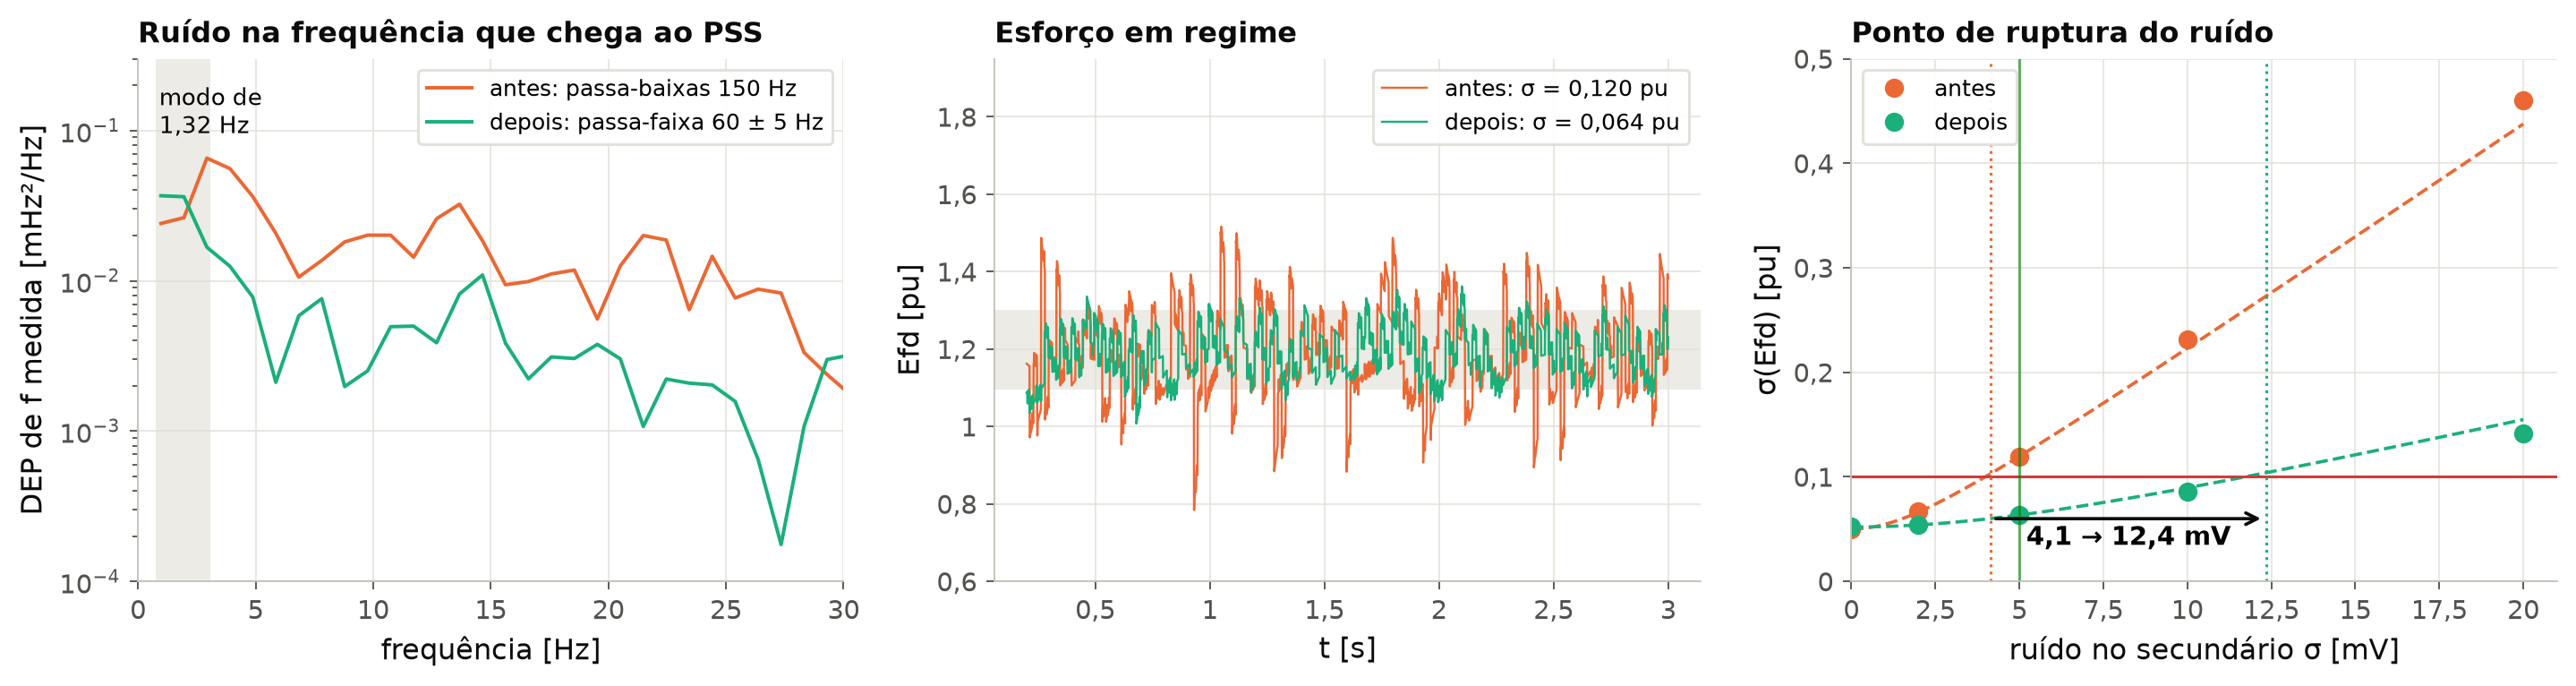 Ruído na frequência que chega ao PSS
DEP de f medida [mHz²/Hz]
10⁻¹
10⁻²
10⁻³
10⁻⁴
modo de
1,32 Hz
antes: passa-baixas 150 Hz
depois: passa-faixa 60 ± 5 Hz
0 5 10 15 20 25 30
frequência [Hz]
Esforço em regime
Efd [pu]
1,8
1,6
1,4
1,2
1
0,8
0,6
antes: σ = 0,120 pu
depois: σ = 0,064 pu
0,5 1 1,5 2 2,5 3
t [s]
Ponto de ruptura do ruído
σ(Efd) [pu]
0,5
0,4
0,3
0,2
0,1
0
antes
depois
4,1 → 12,4 mV
0 2,5 5 7,5 10 12,5 15 17,5 20
ruído no secundário σ [mV]